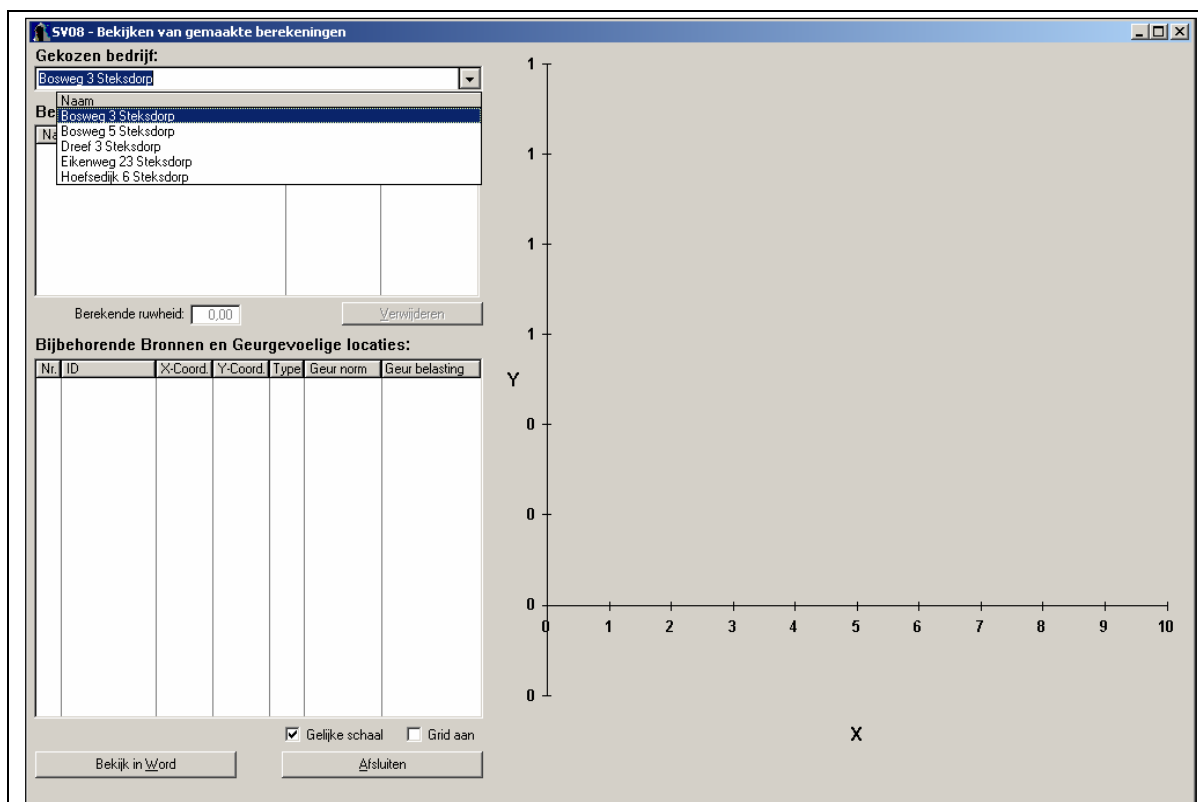 SV08 - Bekijken van gemaakte berekeningen
Gekozen bedrijf:
Bosweg 3 Steksdorp
Naam
Bosweg 3 Steksdorp
Bosweg 5 Steksdorp
Dreef 3 Steksdorp
Eikenweg 23 Steksdorp
Hoefsedijk 6 Steksdorp
Be
Na
Berekende ruwheid: 0,00 Verwijderen
Bijbehorende Bronnen en Geurgevoelige locaties:
Nr. ID X-Coord. Y-Coord. Type Geur norm Geur belasting
Gelijke schaal Grid aan
Bekijk in Word Afsluiten
1
1
1
1
Y
0
0
0
0 1 2 3 4 5 6 7 8 9 10
0
X